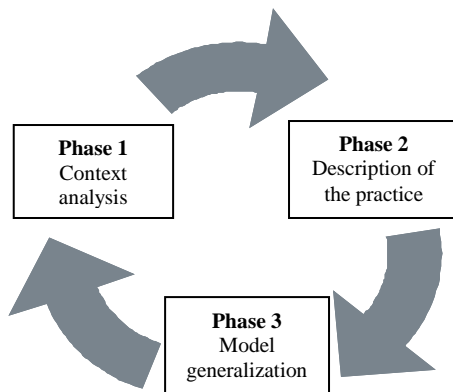 Phase 1
Context
analysis
Phase 2
Description of
the practice
Phase 3
Model
generalization